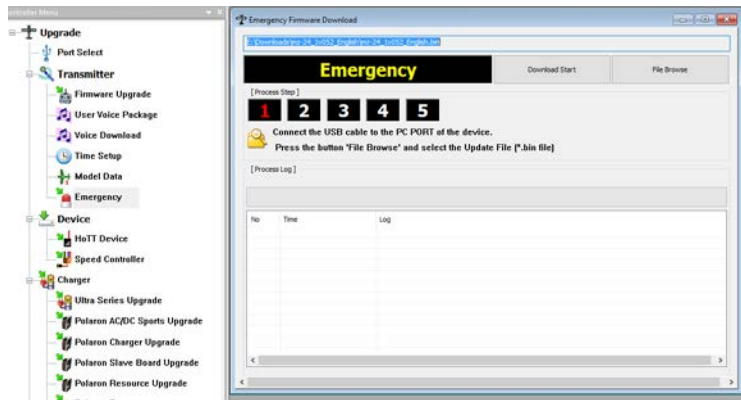 Upgrade
Port Select
Transmitter
Firmware Upgrade
User Voice Package
Voice Download
Time Setup
Model Data
Emergency
Device
HoTT Device
Speed Controller
Charger
Ultra Series Upgrade
Polaron AC/DC Sports Upgrade
Polaron Charger Upgrade
Polaron Slave Board Upgrade
Polaron Resource Upgrade
Emergency Firmware Download
Emergency
Download Start
File Browse
[ Process Step ]
1 2 3 4 5
Connect the USB cable to the PC PORT of the device.
Press the button 'File Browse' and select the Update File (*.bin file)
[ Process Log ]
No Time Log